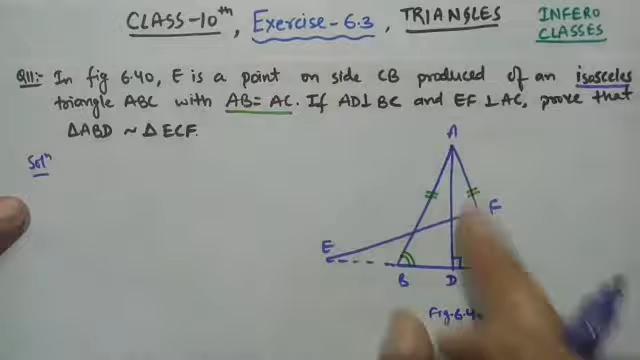 CLASS-10th, Exercise-6.3, TRIANGLES
INFERO CLASSES
Q11:- In fig 6.40, E is a point on side CB produced of an isosceles
triangle ABC with AB=AC. If AD⊥BC and EF⊥AC, prove that
ΔABD ~ ΔECF.
Solⁿ
A
F
E
B
D
Fig.6.40